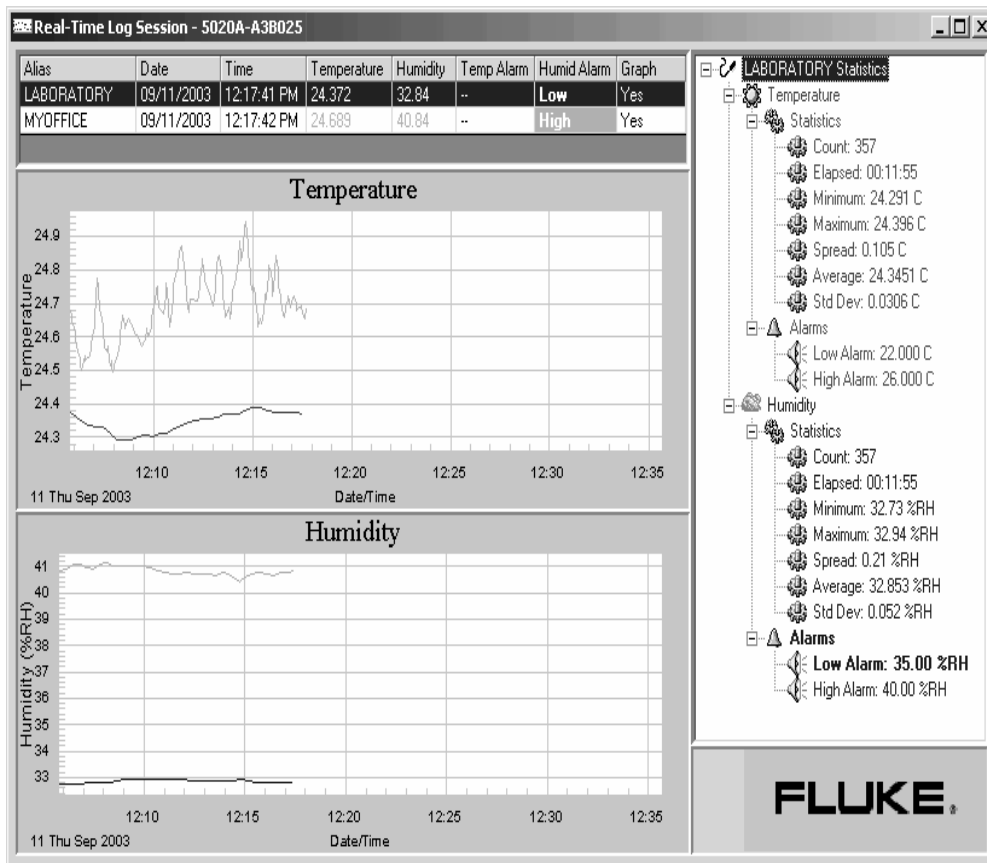 Real-Time Log Session - 5020A-A3B025
Alias Date Time Temperature Humidity Temp Alarm Humid Alarm Graph
LABORATORY 09/11/2003 12:17:41 PM 24.372 32.84 -- Low Yes
MYOFFICE 09/11/2003 12:17:42 PM 24.689 40.84 -- High Yes
Temperature
Temperature
24.9
24.8
24.7
24.6
24.5
24.4
24.3
12:10 12:15 12:20 12:25 12:30 12:35
11 Thu Sep 2003 Date/Time
Humidity
Humidity (%RH)
41
40
39
38
37
36
35
34
33
12:10 12:15 12:20 12:25 12:30 12:35
11 Thu Sep 2003 Date/Time
LABORATORY Statistics
Temperature
Statistics
Count: 357
Elapsed: 00:11:55
Minimum: 24.291 C
Maximum: 24.396 C
Spread: 0.105 C
Average: 24.3451 C
Std Dev: 0.0306 C
Alarms
Low Alarm: 22.000 C
High Alarm: 26.000 C
Humidity
Statistics
Count: 357
Elapsed: 00:11:55
Minimum: 32.73 %RH
Maximum: 32.94 %RH
Spread: 0.21 %RH
Average: 32.853 %RH
Std Dev: 0.052 %RH
Alarms
Low Alarm: 35.00 %RH
High Alarm: 40.00 %RH
FLUKE®